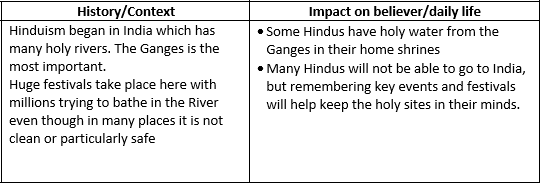 History/Context
Impact on believer/daily life
Hinduism began in India which has
many holy rivers. The Ganges is the
most important.
Huge festivals take place here with
millions trying to bathe in the River
even though in many places it is not
clean or particularly safe
• Some Hindus have holy water from the
Ganges in their home shrines
• Many Hindus will not be able to go to India,
but remembering key events and festivals
will help keep the holy sites in their minds.